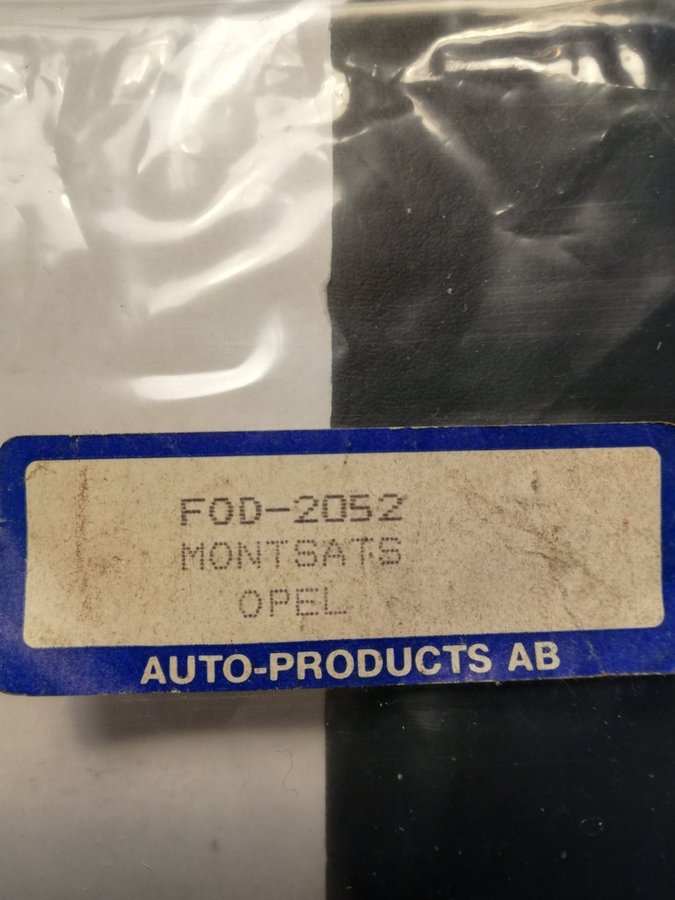 FOD-2052
MONTSATS
OPEL
AUTO-PRODUCTS AB